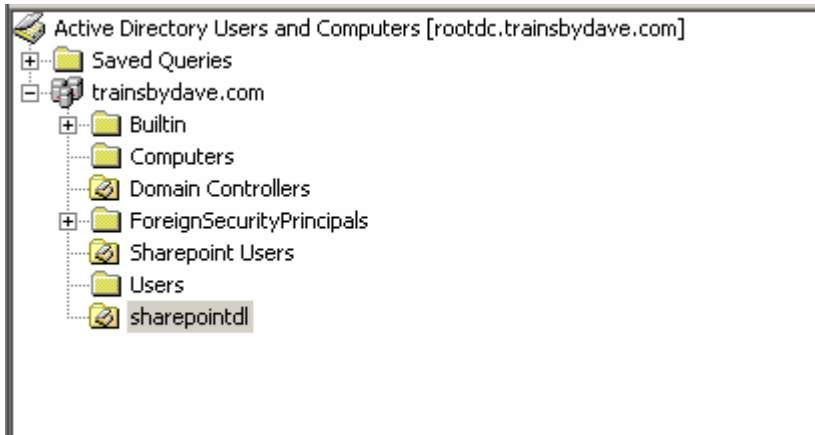 Active Directory Users and Computers [rootdc.trainsbydave.com]
Saved Queries
trainsbydave.com
Builtin
Computers
Domain Controllers
ForeignSecurityPrincipals
Sharepoint Users
Users
sharepointdl